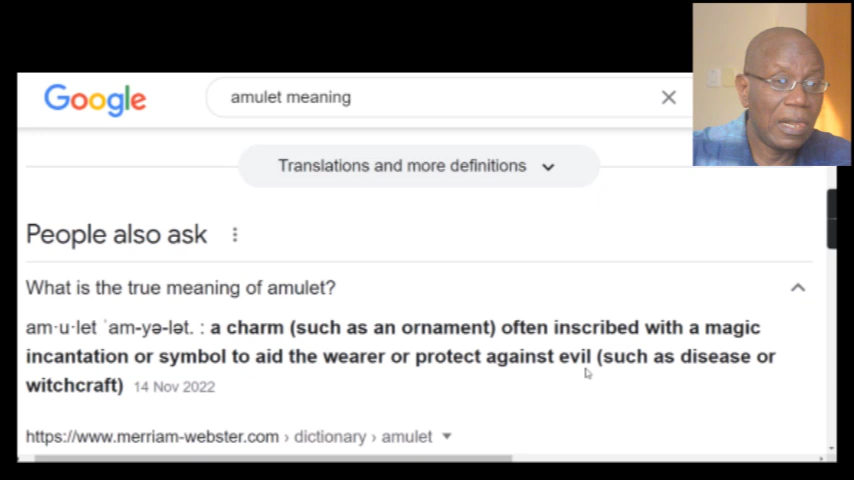 Google
amulet meaning
Translations and more definitions
People also ask
What is the true meaning of amulet?
am·u·let ˈam-yə-lət. : a charm (such as an ornament) often inscribed with a magic
incantation or symbol to aid the wearer or protect against evil (such as disease or
witchcraft) 14 Nov 2022
https://www.merriam-webster.com › dictionary › amulet